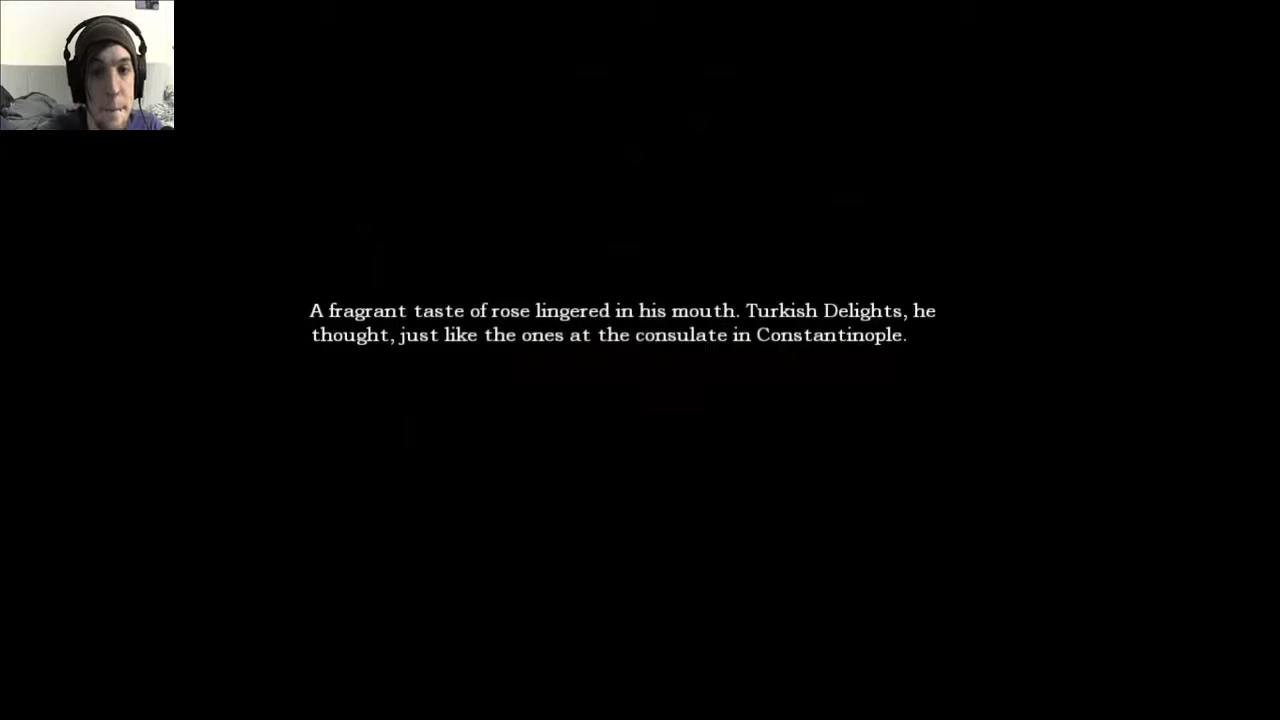 A fragrant taste of rose lingered in his mouth. Turkish Delights, he
thought, just like the ones at the consulate in Constantinople.